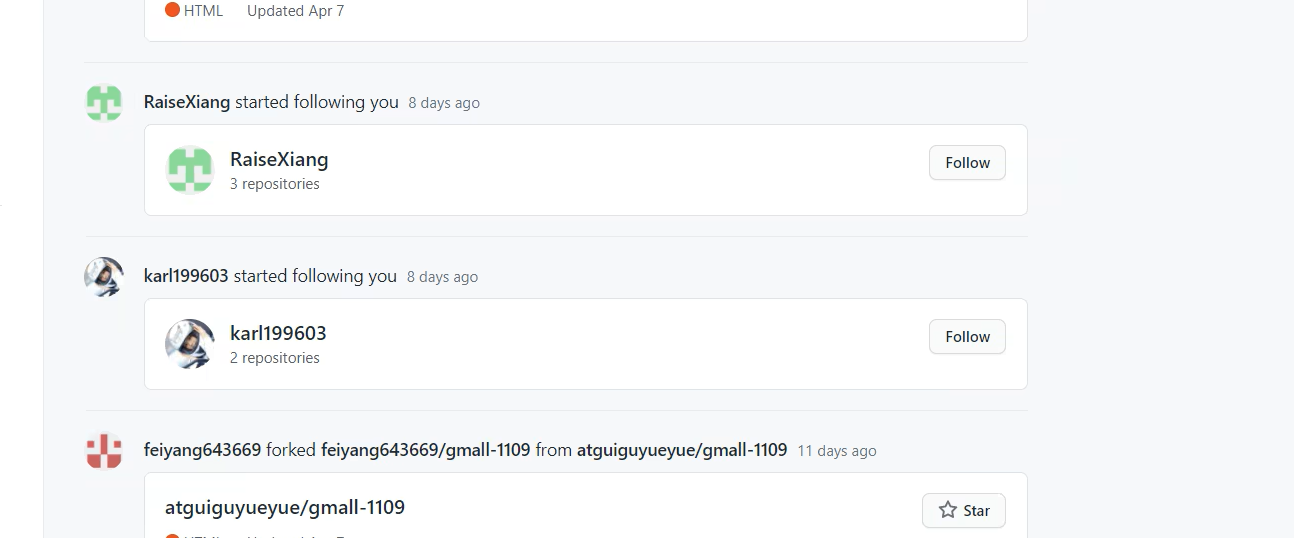 HTML Updated Apr 7
RaiseXiang started following you 8 days ago
RaiseXiang
Follow
3 repositories
karl199603 started following you 8 days ago
karl199603
Follow
2 repositories
feiyang643669 forked feiyang643669/gmall-1109 from atguiguyueyue/gmall-1109 11 days ago
atguiguyueyue/gmall-1109
Star